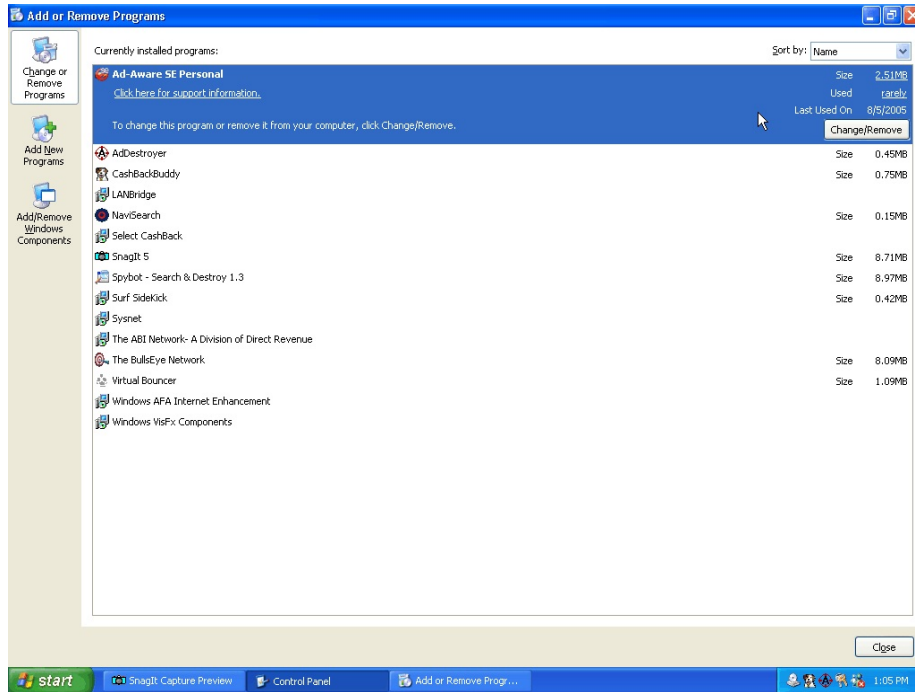 Add or Remove Programs
Change or
Remove
Programs
Add New
Programs
Add/Remove
Windows
Components
Currently installed programs:
Sort by: Name
Ad-Aware SE Personal Size 2.51MB
Click here for support information. Used rarely
Last Used On 8/5/2005
To change this program or remove it from your computer, click Change/Remove. Change/Remove
AdDestroyer Size 0.45MB
CashBackBuddy Size 0.75MB
LANBridge
NaviSearch Size 0.15MB
Select CashBack
SnagIt 5 Size 8.71MB
Spybot - Search & Destroy 1.3 Size 8.97MB
Surf SideKick Size 0.42MB
Sysnet
The ABI Network- A Division of Direct Revenue
The BullsEye Network Size 8.09MB
Virtual Bouncer Size 1.09MB
Windows AFA Internet Enhancement
Windows VisFx Components
Close
start SnagIt Capture Preview Control Panel Add or Remove Progr... 1:05 PM